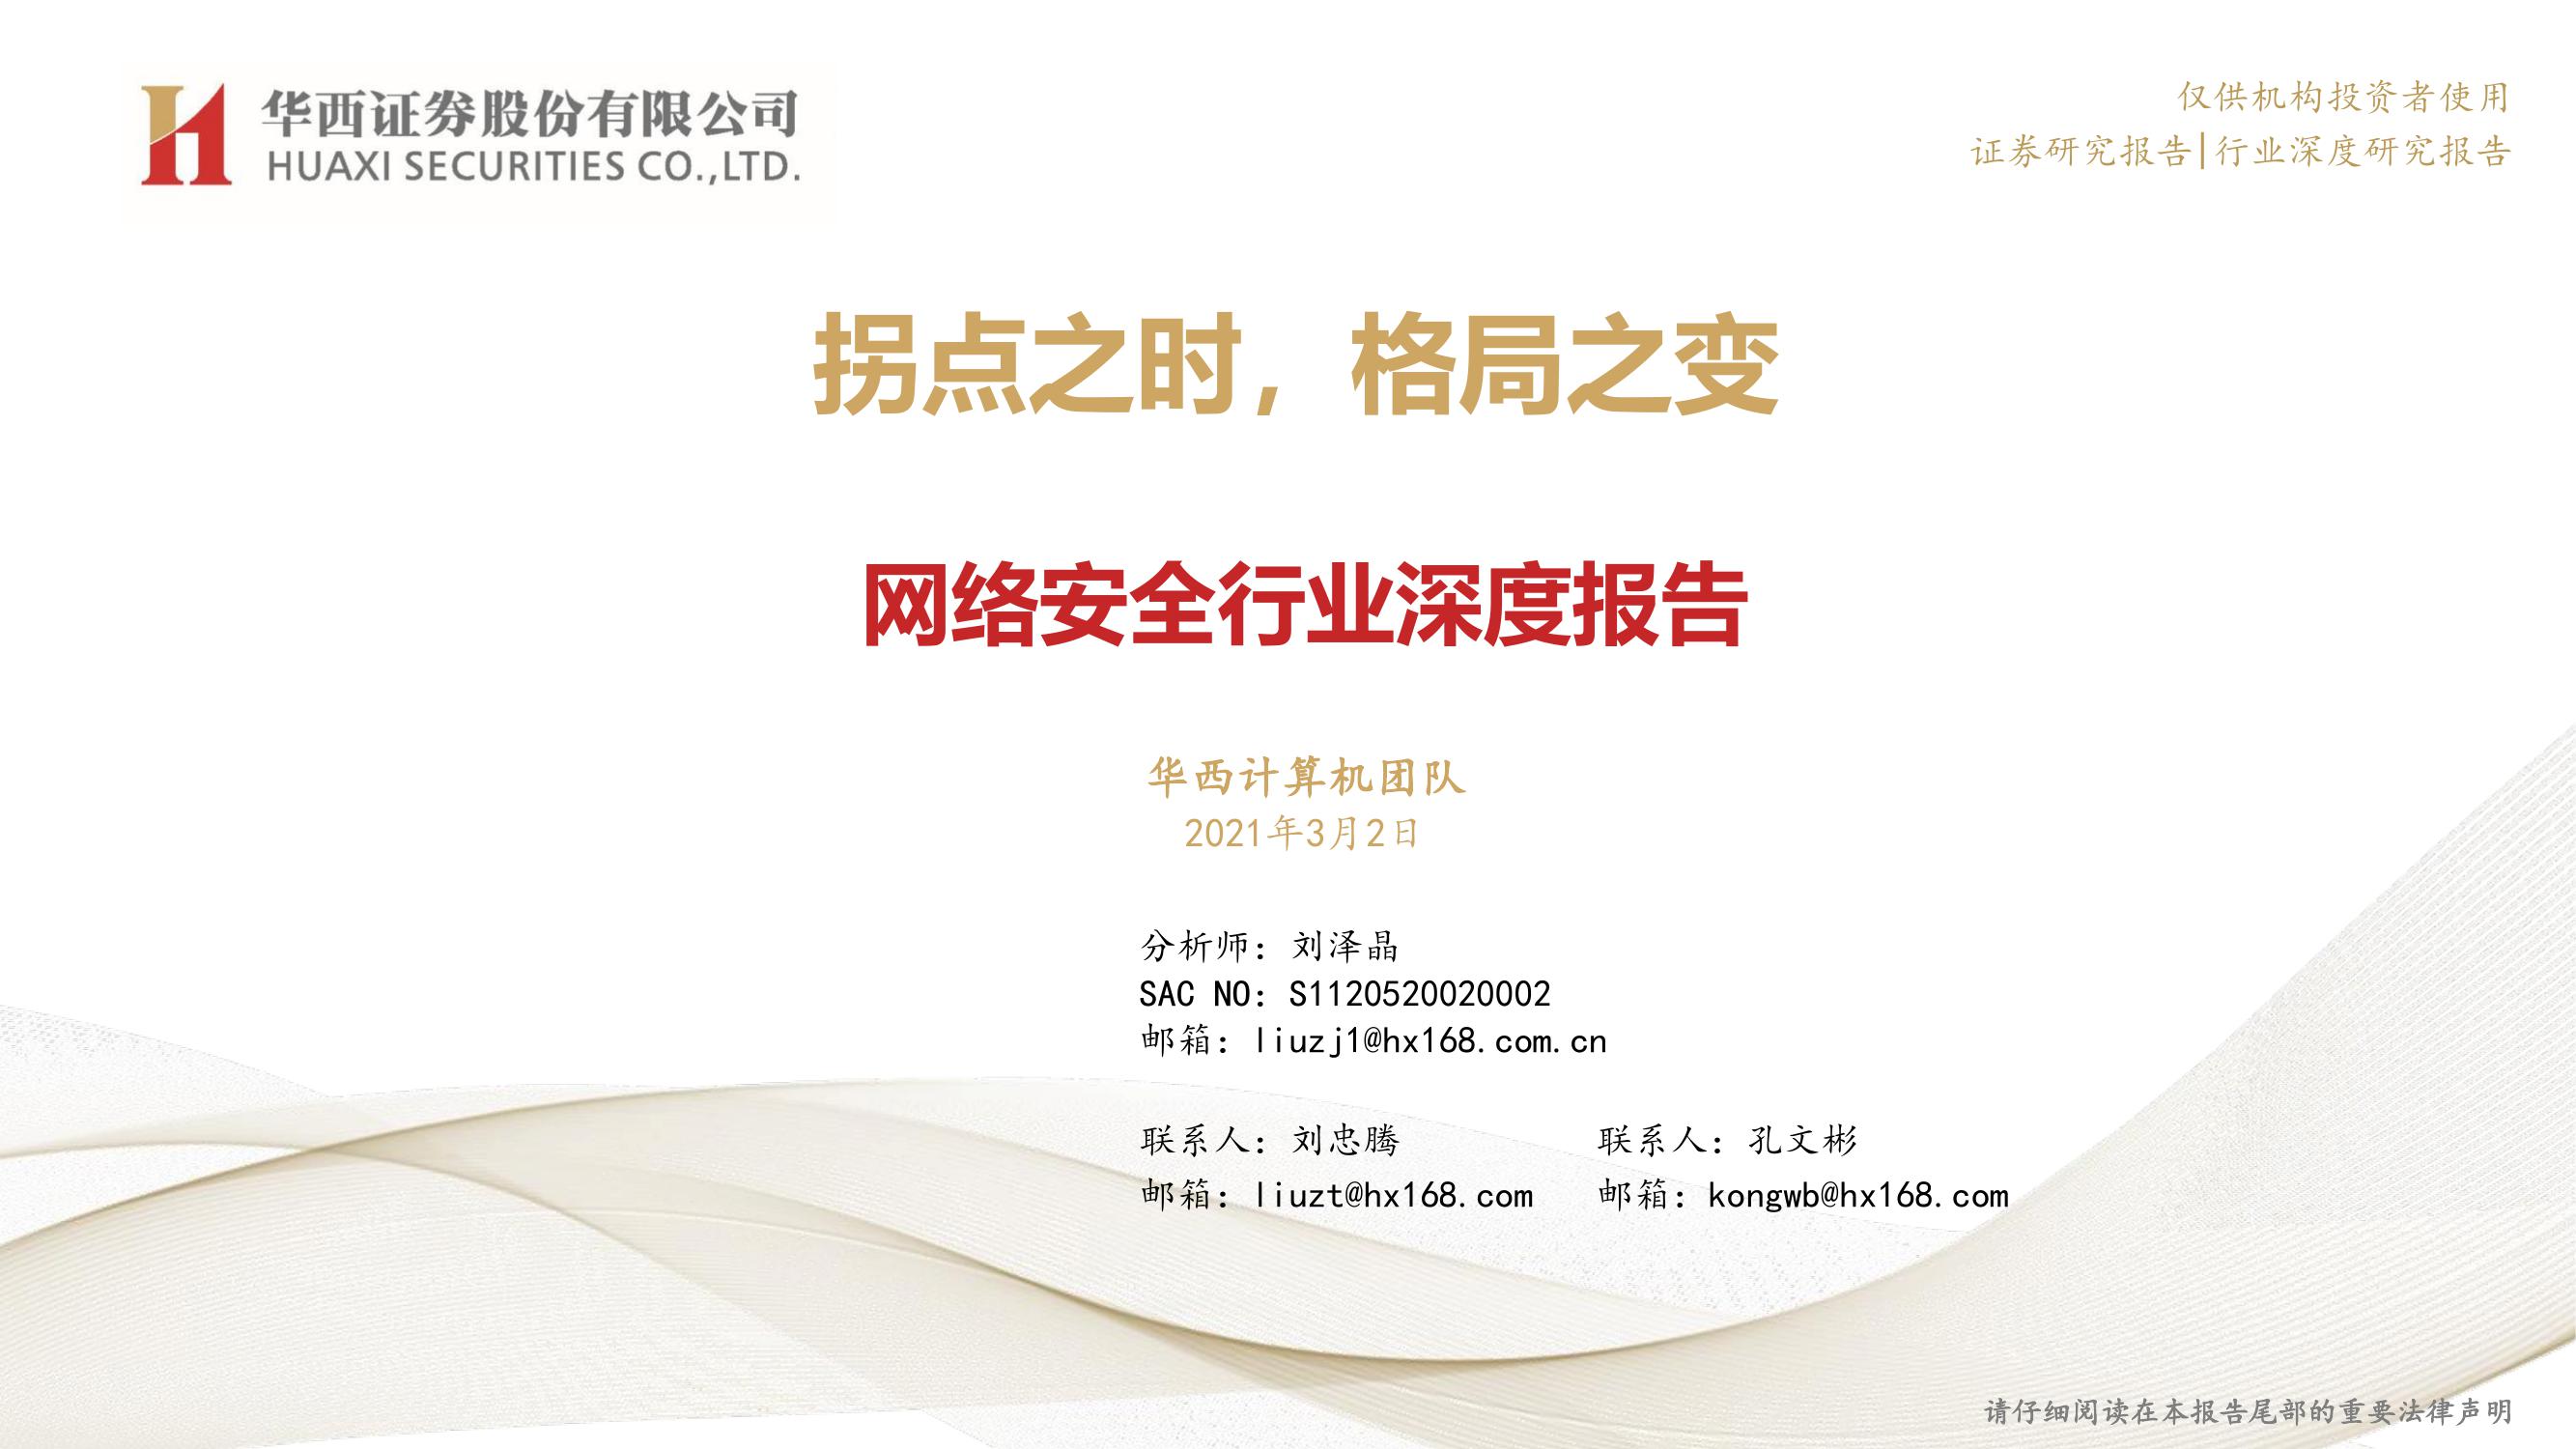 华西证券股份有限公司
HUAXI SECURITIES CO.,LTD.
仅供机构投资者使用
证券研究报告|行业深度研究报告
拐点之时，格局之变
网络安全行业深度报告
华西计算机团队
2021年3月2日
分析师：刘泽晶
SAC NO：S1120520020002
邮箱：liuzj1@hx168.com.cn
联系人：刘忠腾 联系人：孔文彬
邮箱：liuzt@hx168.com 邮箱：kongwb@hx168.com
请仔细阅读在本报告尾部的重要法律声明